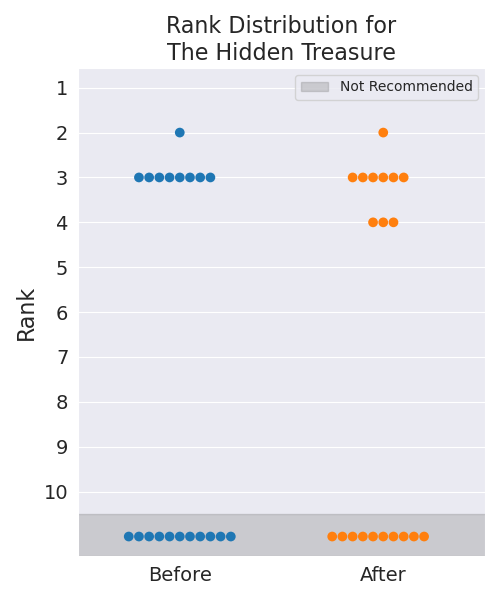 Rank Distribution for
The Hidden Treasure
Not Recommended
1
2
3
4
5
6
7
8
9
10
Rank
Before After